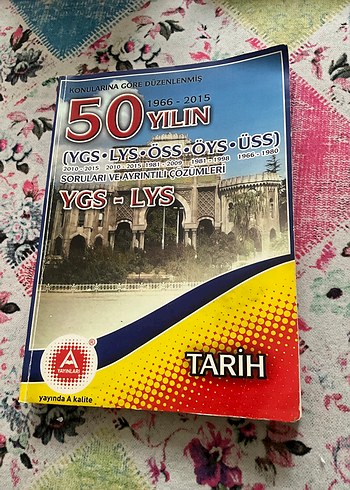 KONULARINA GÖRE DÜZENLENMİŞ
50 YILIN
1966 - 2015
(YGS • LYS • ÖSS • ÖYS • ÜSS)
2010 - 2015 2010 - 2015 1981 - 2009 1981 - 1998 1966 - 1980
SORULARI VE AYRINTILI ÇÖZÜMLERİ
YGS - LYS
A
YAYINLARI
®
yayında A kalite
TARİH